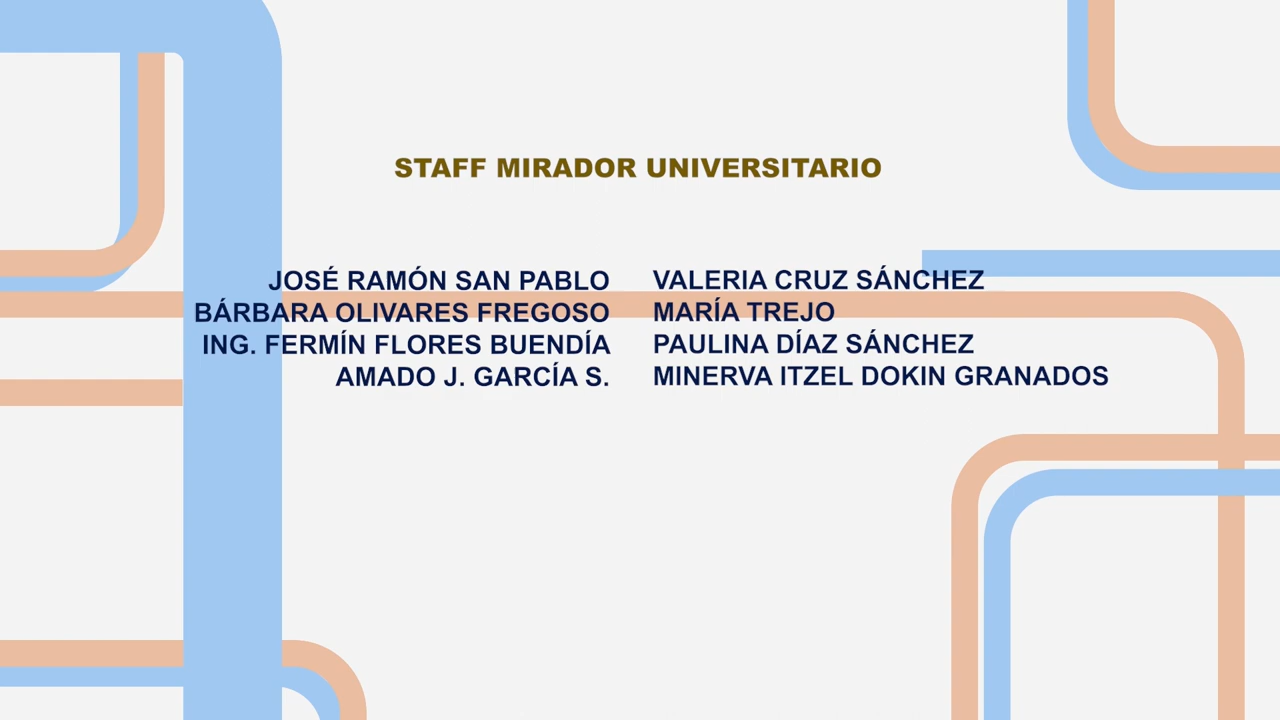 STAFF MIRADOR UNIVERSITARIO
JOSÉ RAMÓN SAN PABLO
BÁRBARA OLIVARES FREGOSO
ING. FERMÍN FLORES BUENDÍA
AMADO J. GARCÍA S.
VALERIA CRUZ SÁNCHEZ
MARÍA TREJO
PAULINA DÍAZ SÁNCHEZ
MINERVA ITZEL DOKIN GRANADOS